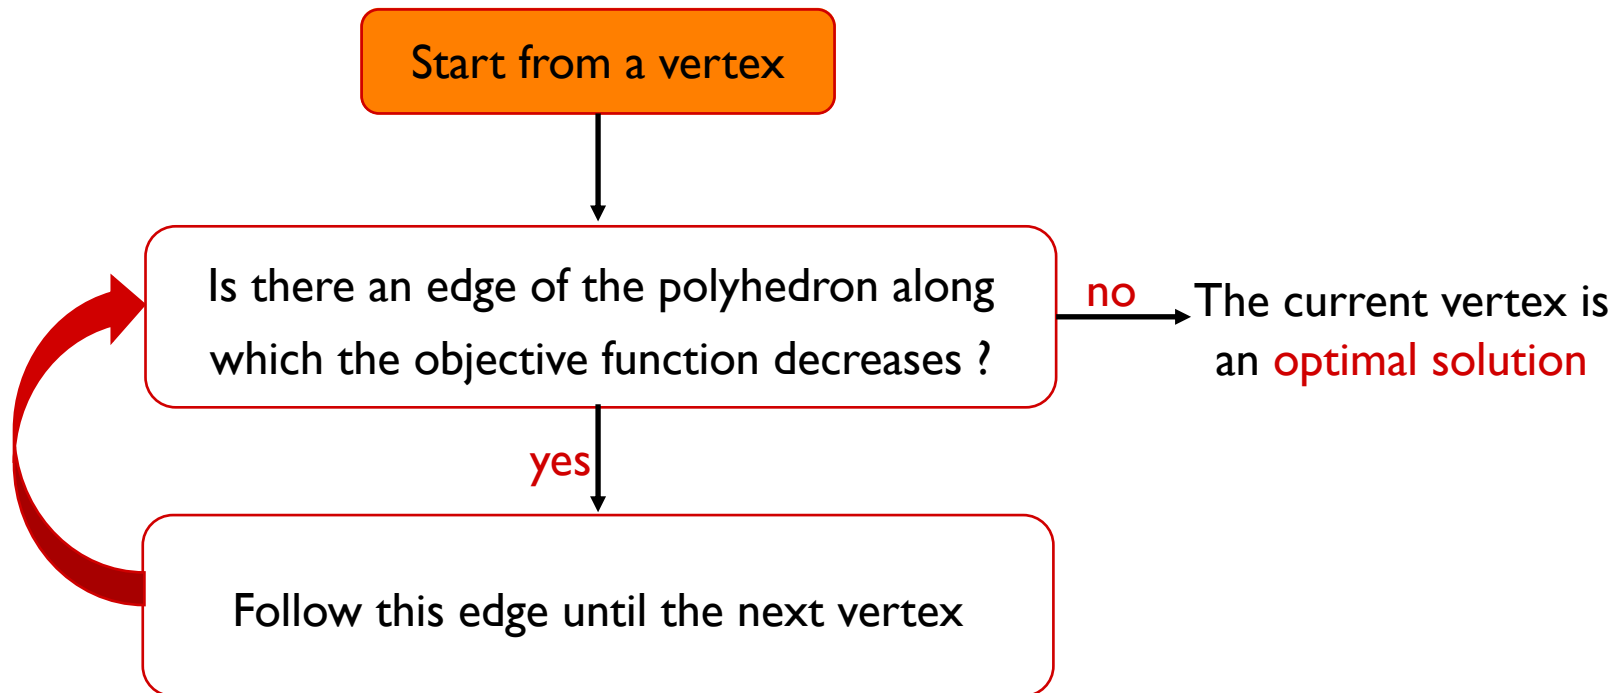 Start from a vertex
Is there an edge of the polyhedron along
which the objective function decreases ?
no
The current vertex is
an optimal solution
yes
Follow this edge until the next vertex